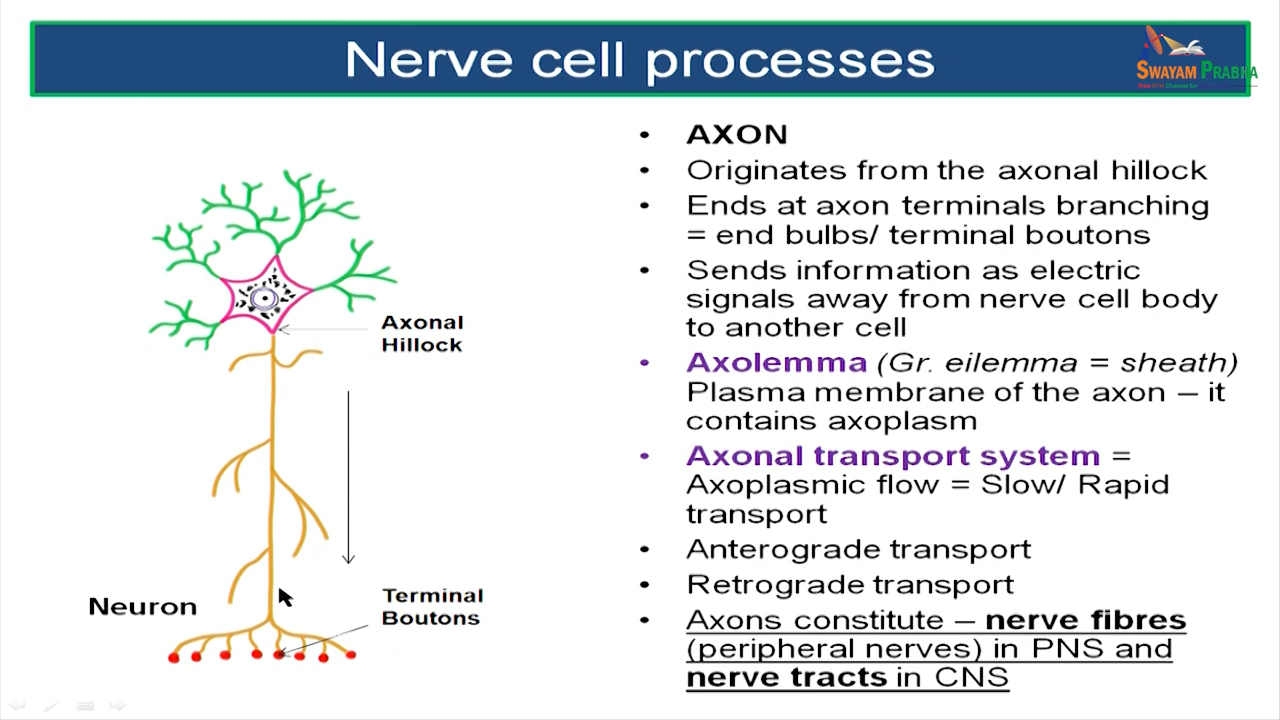 Nerve cell processes
SWAYAM PRABHA
• AXON
• Originates from the axonal hillock
• Ends at axon terminals branching
= end bulbs/ terminal boutons
• Sends information as electric
signals away from nerve cell body
to another cell
• Axolemma (Gr. eilemma = sheath)
Plasma membrane of the axon – it
contains axoplasm
• Axonal transport system =
Axoplasmic flow = Slow/ Rapid
transport
• Anterograde transport
• Retrograde transport
• Axons constitute – nerve fibres
(peripheral nerves) in PNS and
nerve tracts in CNS
Axonal
Hillock
Neuron
Terminal
Boutons